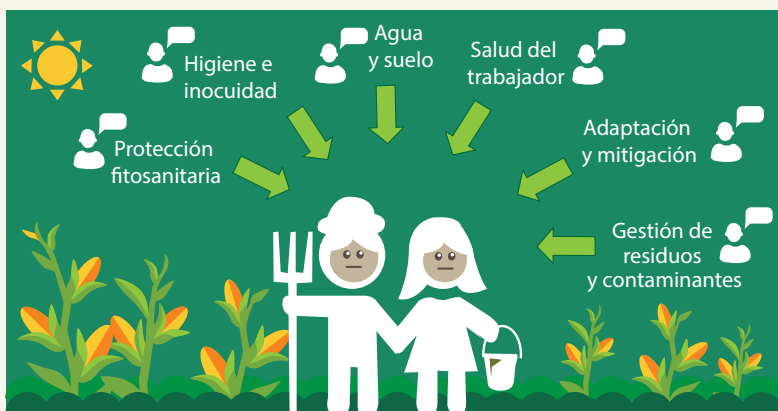 Protección
fitosanitaria
Higiene e
inocuidad
Agua
y suelo
Salud del
trabajador
Adaptación
y mitigación
Gestión de
residuos
y contaminantes